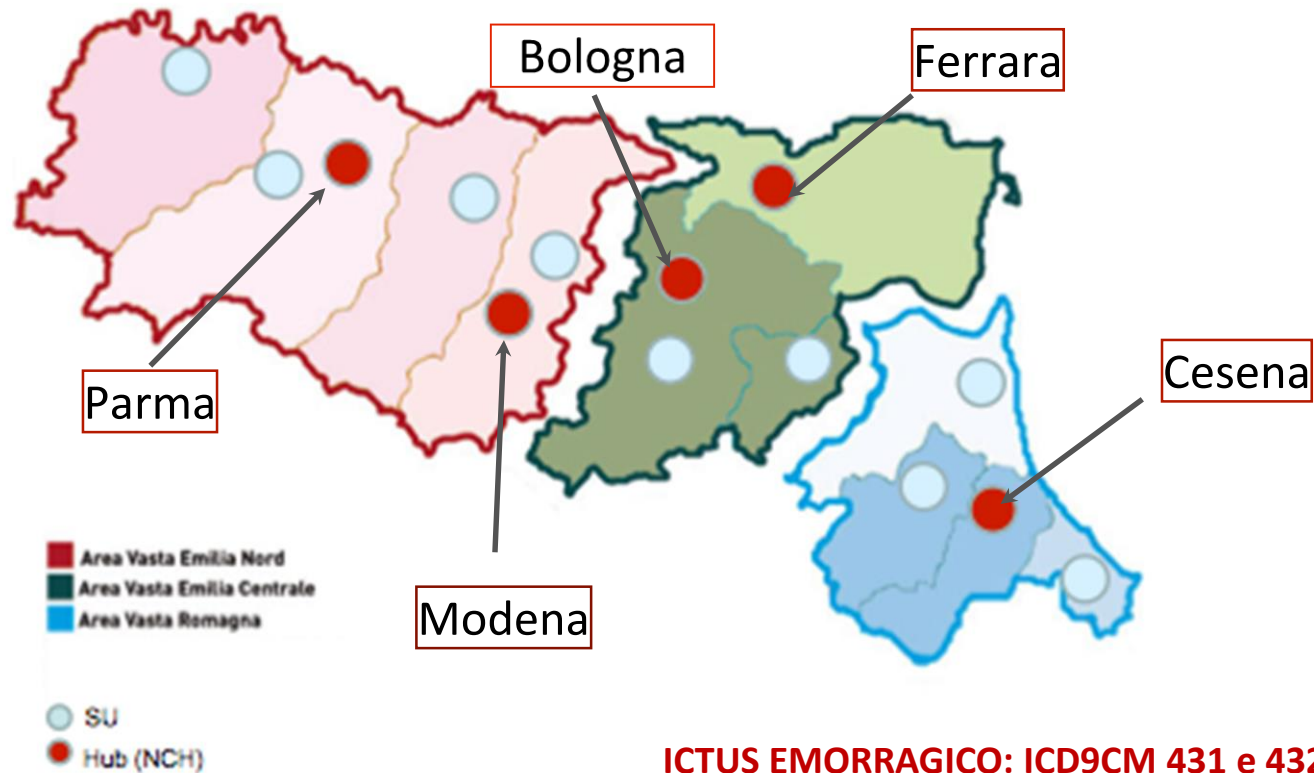 Bologna
Ferrara
Parma
Cesena
Modena
Area Vasta Emilia Nord
Area Vasta Emilia Centrale
Area Vasta Romagna
SU
Hub (NCH)
ICTUS EMORRAGICO: ICD9CM 431 e 432